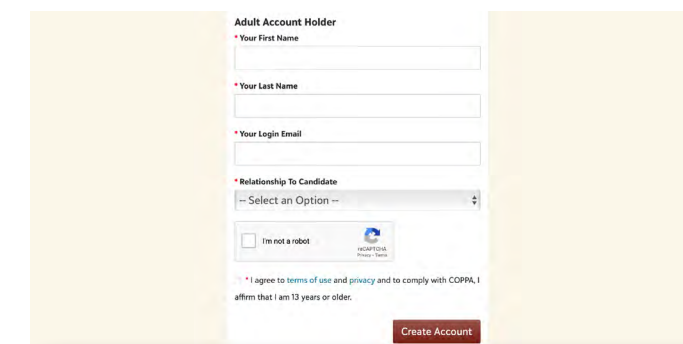 Adult Account Holder
* Your First Name
* Your Last Name
* Your Login Email
* Relationship To Candidate
-- Select an Option --
I'm not a robot
reCAPTCHA
Privacy - Terms
* I agree to terms of use and privacy and to comply with COPPA, I
affirm that I am 13 years or older.
Create Account